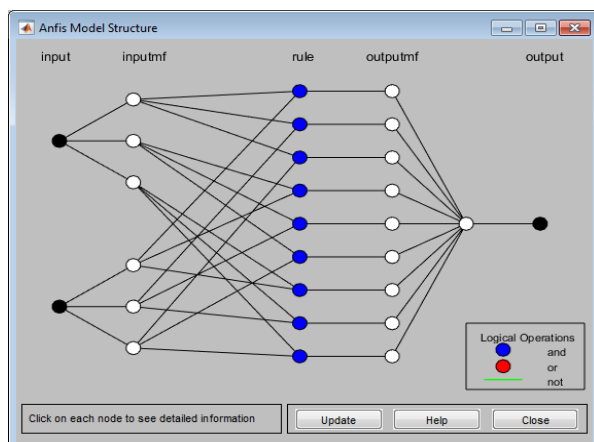 Anfis Model Structure
input inputmf rule outputmf output
Logical Operations
and
or
not
Click on each node to see detailed information
Update Help Close